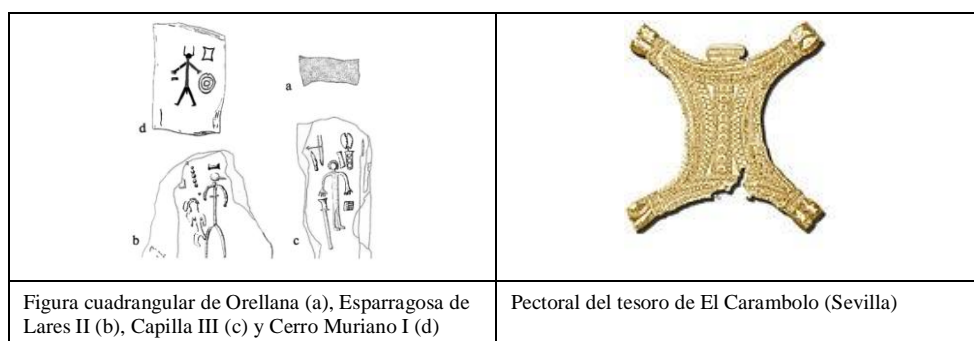 a
d
b
c
Figura cuadrangular de Orellana (a), Esparragosa de
Lares II (b), Capilla III (c) y Cerro Muriano I (d)
Pectoral del tesoro de El Carambolo (Sevilla)